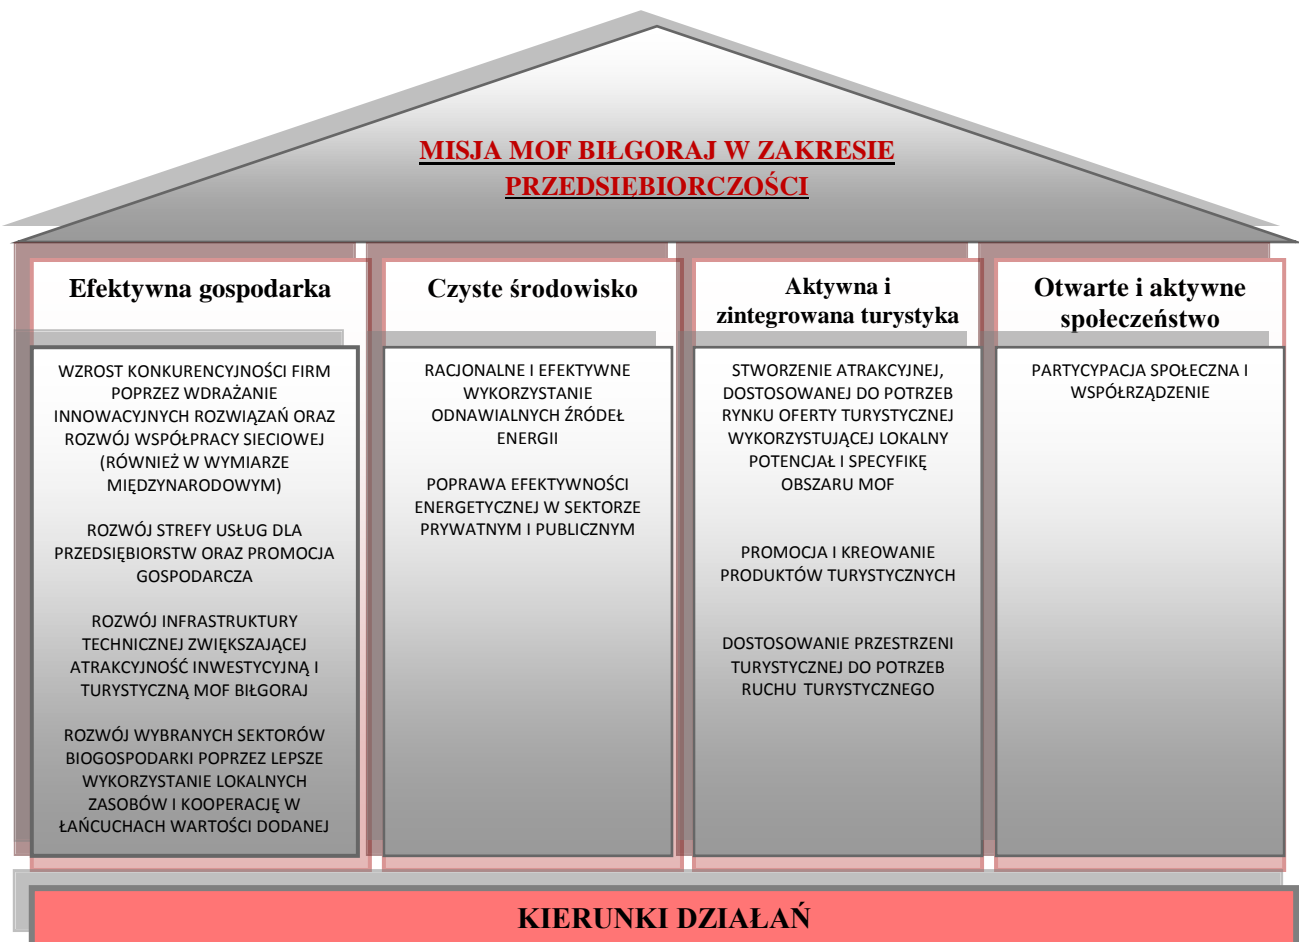 MISJA MOF BIŁGORAJ W ZAKRESIE
PRZEDSIĘBIORCZOŚCI
Efektywna gospodarka
WZROST KONKURENCYJNOŚCI FIRM
POPRZEZ WDRAŻANIE
INNOWACYJNYCH ROZWIĄZAŃ ORAZ
ROZWÓJ WSPÓŁPRACY SIECIOWEJ
(RÓWNIEŻ W WYMIARZE
MIĘDZYNARODOWYM)
ROZWÓJ STREFY USŁUG DLA
PRZEDSIĘBIORSTW ORAZ PROMOCJA
GOSPODARCZA
ROZWÓJ INFRASTRUKTURY
TECHNICZNEJ ZWIĘKSZAJĄCEJ
ATRAKCYJNOŚĆ INWESTYCYJNĄ I
TURYSTYCZNĄ MOF BIŁGORAJ
ROZWÓJ WYBRANYCH SEKTORÓW
BIOGOSPODARKI POPRZEZ LEPSZE
WYKORZYSTANIE LOKALNYCH
ZASOBÓW I KOOPERACJĘ W
ŁAŃCUCHACH WARTOŚCI DODANEJ
Czyste środowisko
RACJONALNE I EFEKTYWNE
WYKORZYSTANIE
ODNAWIALNYCH ŹRÓDEŁ
ENERGII
POPRAWA EFEKTYWNOŚCI
ENERGETYCZNEJ W SEKTORZE
PRYWATNYM I PUBLICZNYM
Aktywna i
zintegrowana turystyka
STWORZENIE ATRAKCYJNEJ,
DOSTOSOWANEJ DO POTRZEB
RYNKU OFERTY TURYSTYCZNEJ
WYKORZYSTUJĄCEJ LOKALNY
POTENCJAŁ I SPECYFIKĘ
OBSZARU MOF
PROMOCJA I KREOWANIE
PRODUKTÓW TURYSTYCZNYCH
DOSTOSOWANIE PRZESTRZENI
TURYSTYCZNEJ DO POTRZEB
RUCHU TURYSTYCZNEGO
Otwarte i aktywne
społeczeństwo
PARTYCYPACJA SPOŁECZNA I
WSPÓŁRZĄDZENIE
KIERUNKI DZIAŁAŃ